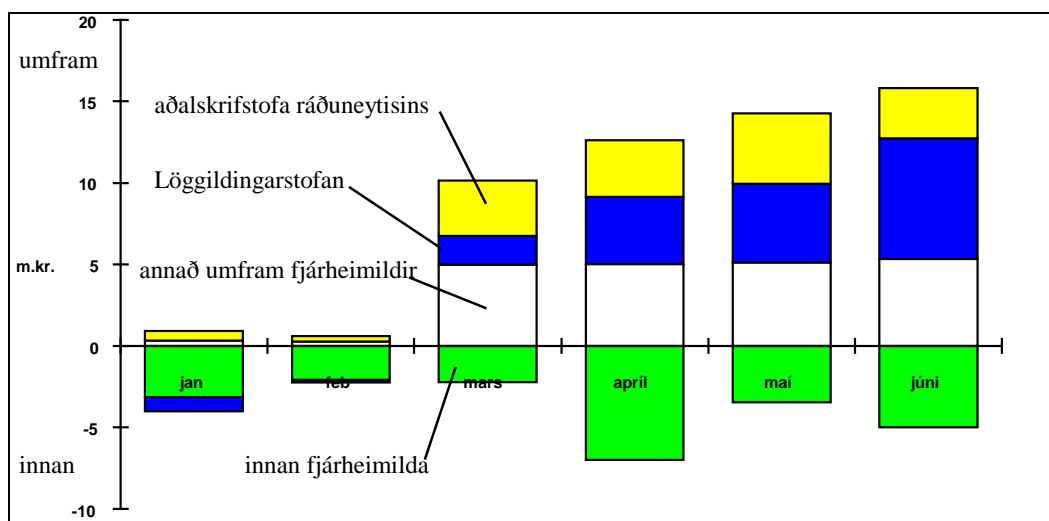 20
umfram
15
aðalskrifstofa ráðuneytisins
10
Löggildingarstofan
m.kr.
5
annað umfram fjárheimildir
0
jan
feb
mars
apríl
maí
júní
-5
innan
innan fjárheimilda
-10